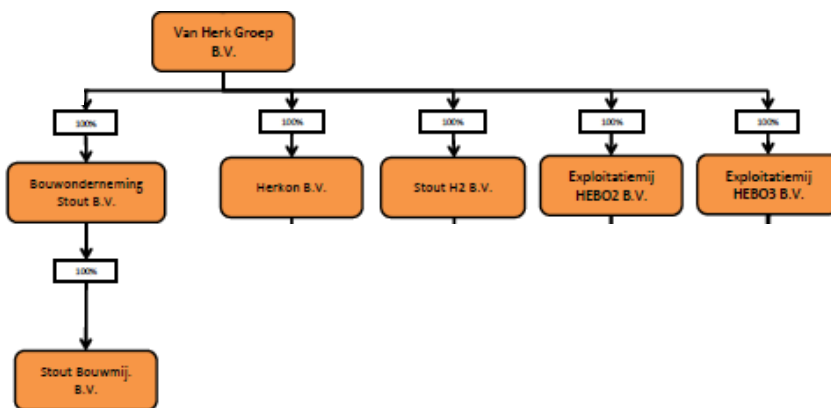 Van Herk Groep
B.V.
100%
100%
100%
100%
100%
Bouwonderneming
Stout B.V.
Herkon B.V.
Stout H2 B.V.
Exploitatiemij
HEBO2 B.V.
Exploitatiemij
HEBO3 B.V.
100%
Stout Bouwmij.
B.V.